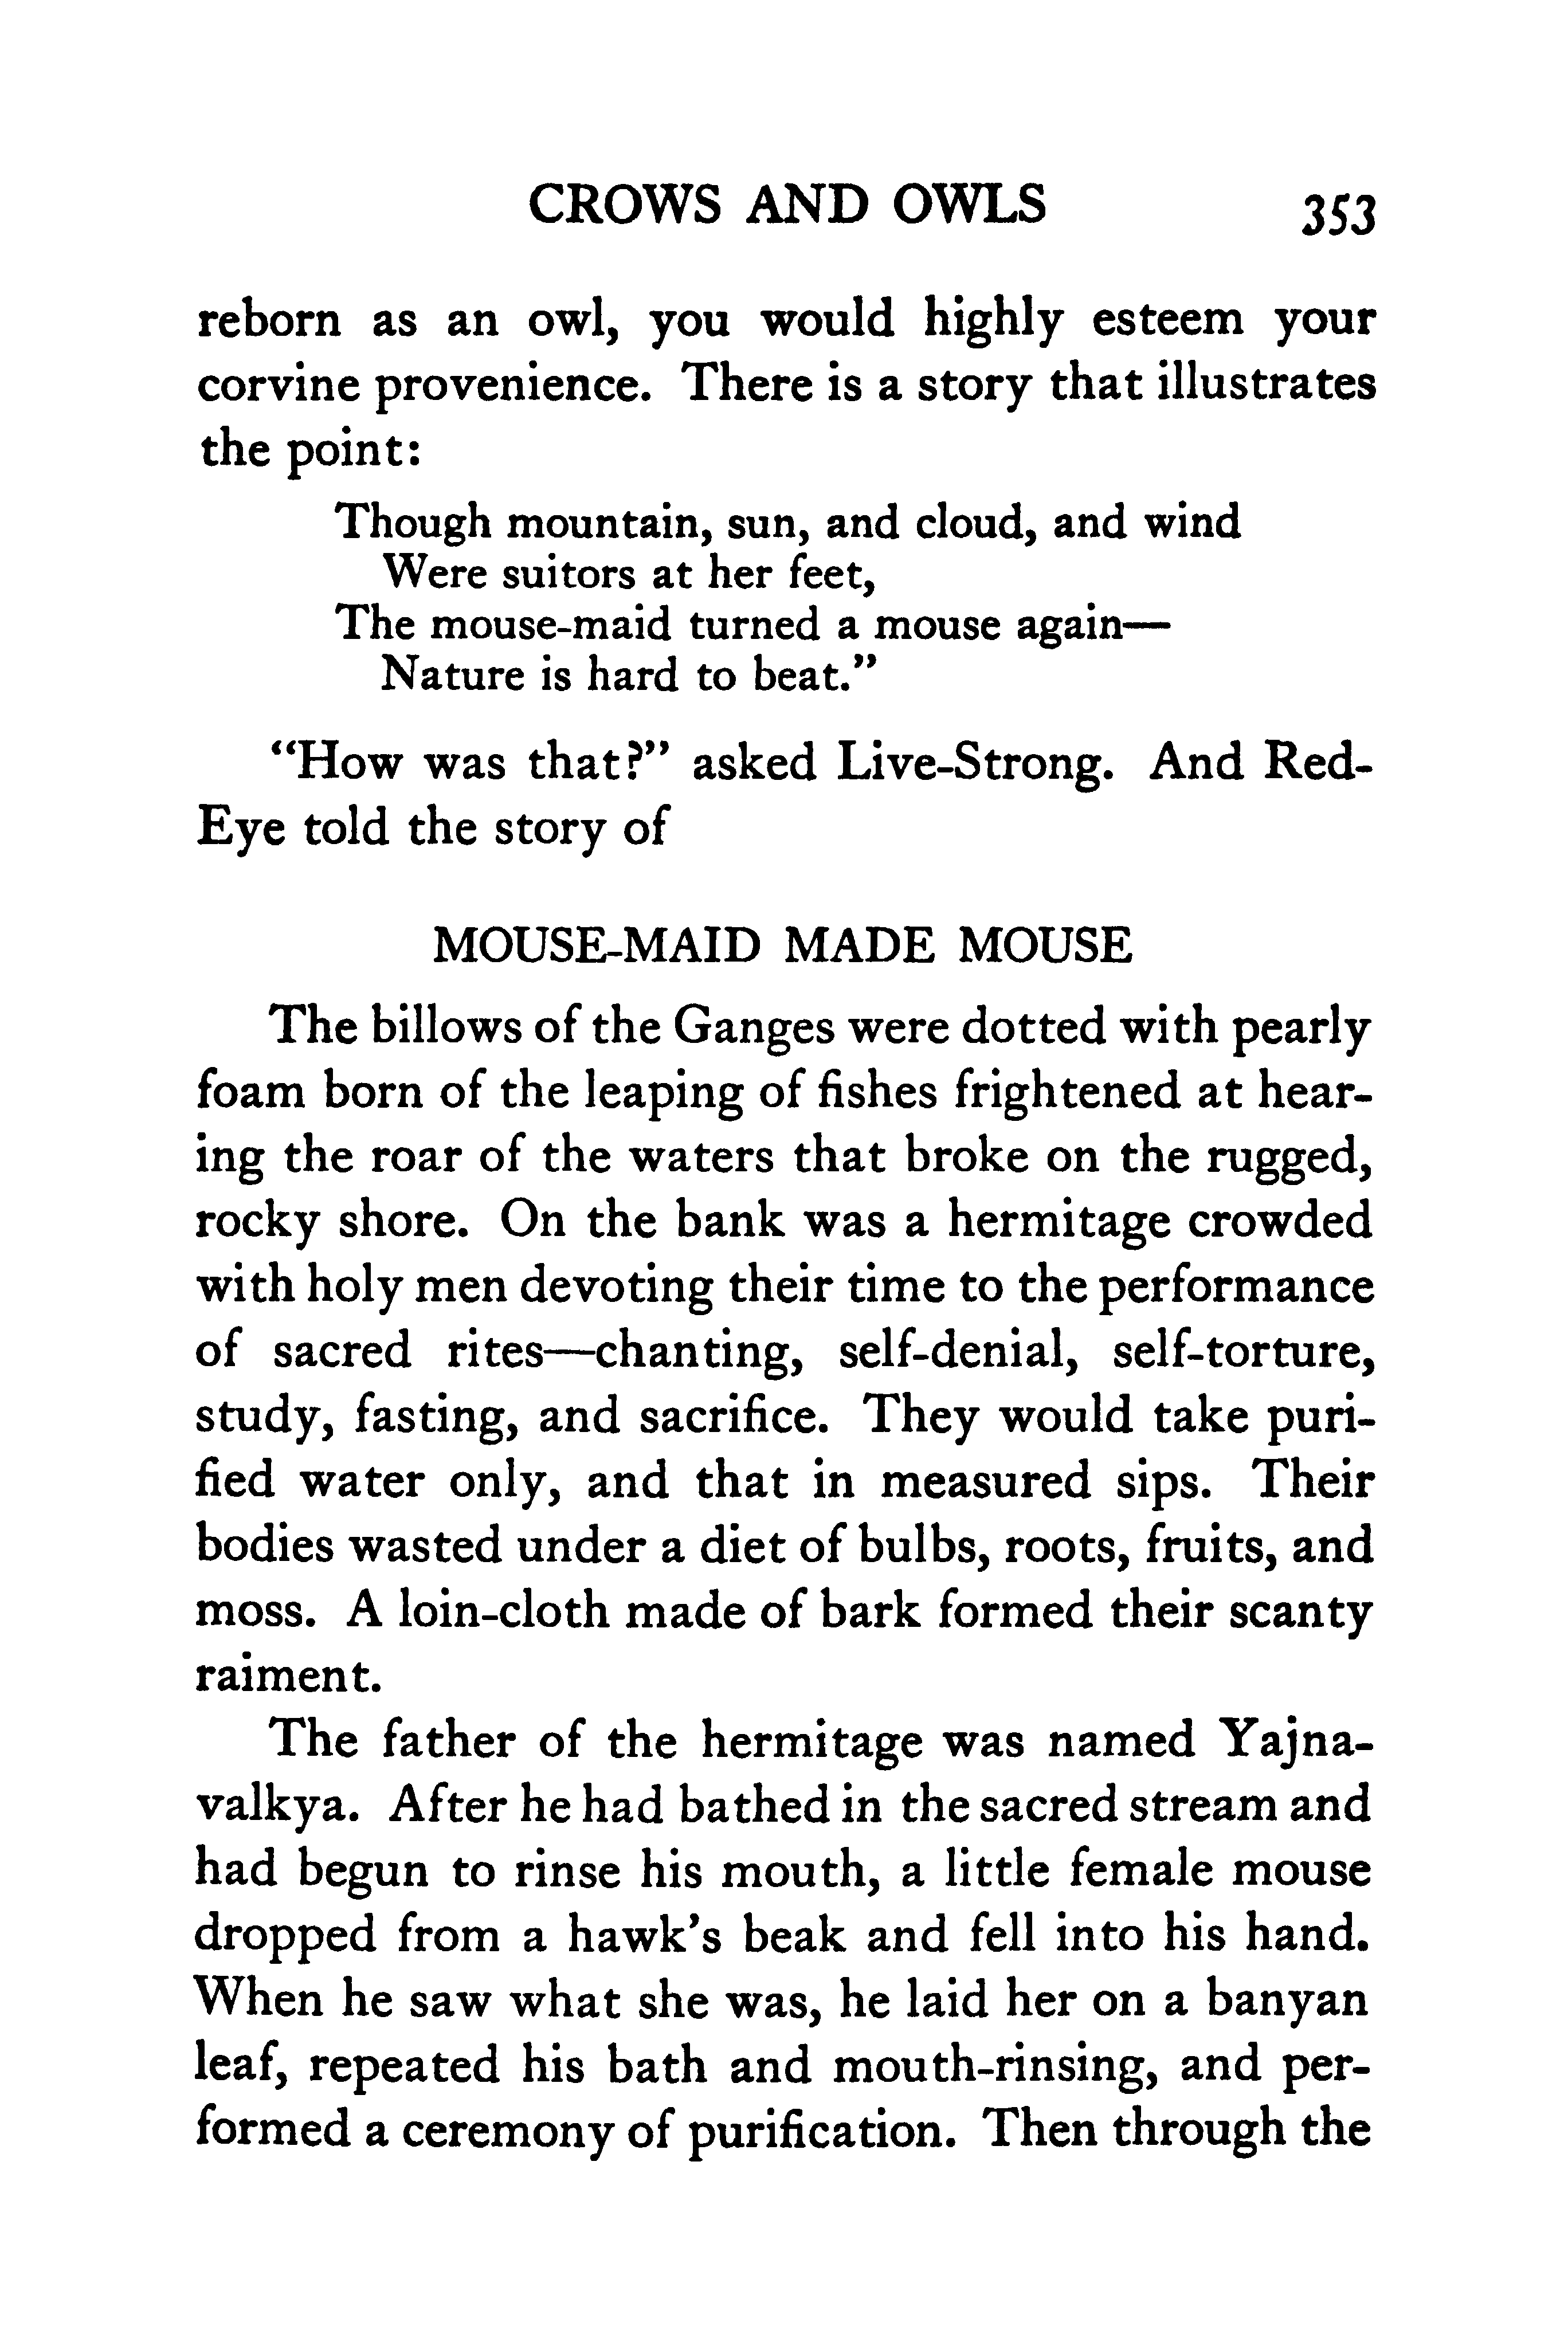 CROWS AND OWLS 353
reborn as an owl, you would highly esteem your
corvine provenience. There is a story that illustrates
the point:
Though mountain, sun, and cloud, and wind
Were suitors at her feet,
The mouse-maid turned a mouse again—
Nature is hard to beat.”
“How was that?” asked Live-Strong. And Red-
Eye told the story of
MOUSE-MAID MADE MOUSE
The billows of the Ganges were dotted with pearly
foam born of the leaping of fishes frightened at hear-
ing the roar of the waters that broke on the rugged,
rocky shore. On the bank was a hermitage crowded
with holy men devoting their time to the performance
of sacred rites—chanting, self-denial, self-torture,
study, fasting, and sacrifice. They would take puri-
fied water only, and that in measured sips. Their
bodies wasted under a diet of bulbs, roots, fruits, and
moss. A loin-cloth made of bark formed their scanty
raiment.
The father of the hermitage was named Yajna-
valkya. After he had bathed in the sacred stream and
had begun to rinse his mouth, a little female mouse
dropped from a hawk’s beak and fell into his hand.
When he saw what she was, he laid her on a banyan
leaf, repeated his bath and mouth-rinsing, and per-
formed a ceremony of purification. Then through the